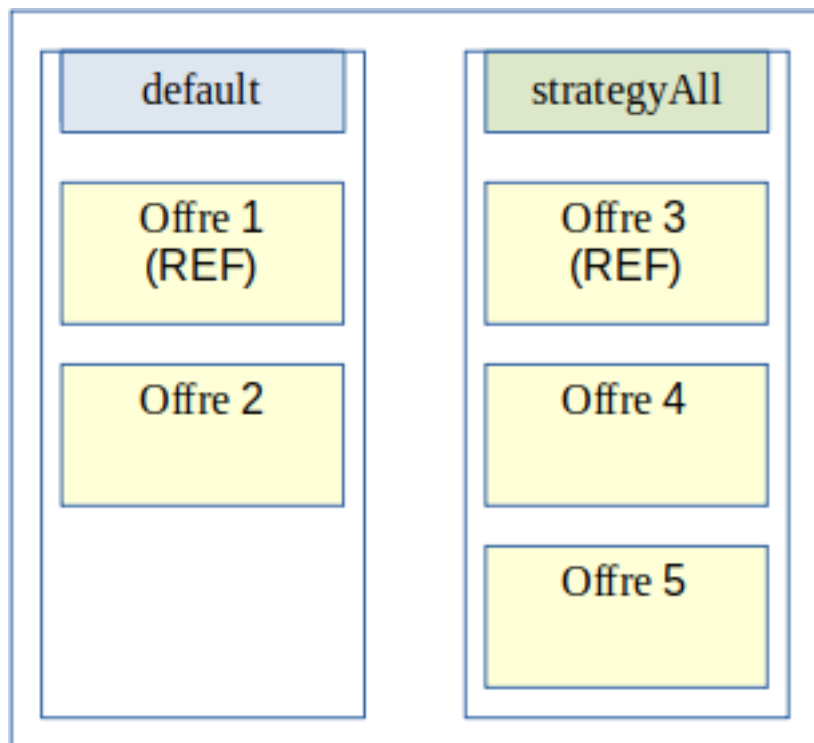 default
Offre 1
(REF)
Offre 2
strategyAll
Offre 3
(REF)
Offre 4
Offre 5